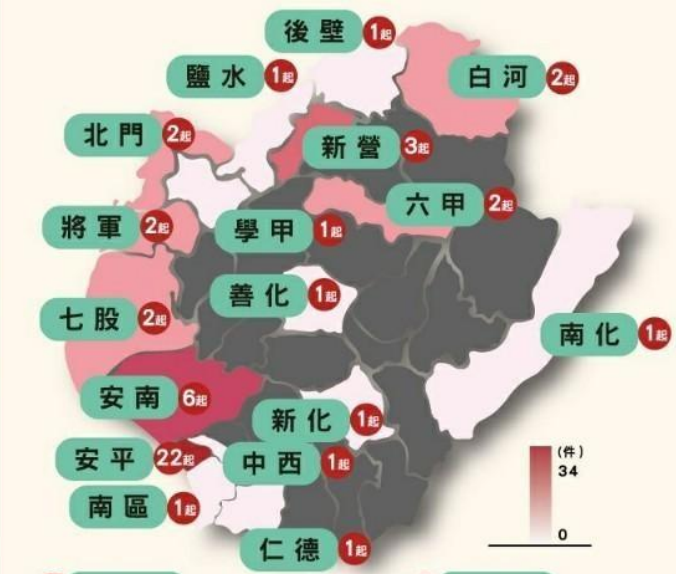 後壁 1起
鹽水 1起
白河 2起
北門 2起
新營 3起
六甲 2起
將軍 2起
學甲 1起
善化 1起
七股 2起
南化 1起
安南 6起
新化 1起
安平 22起
中西 1起
南區 1起
仁德 1起
(件)
34
0